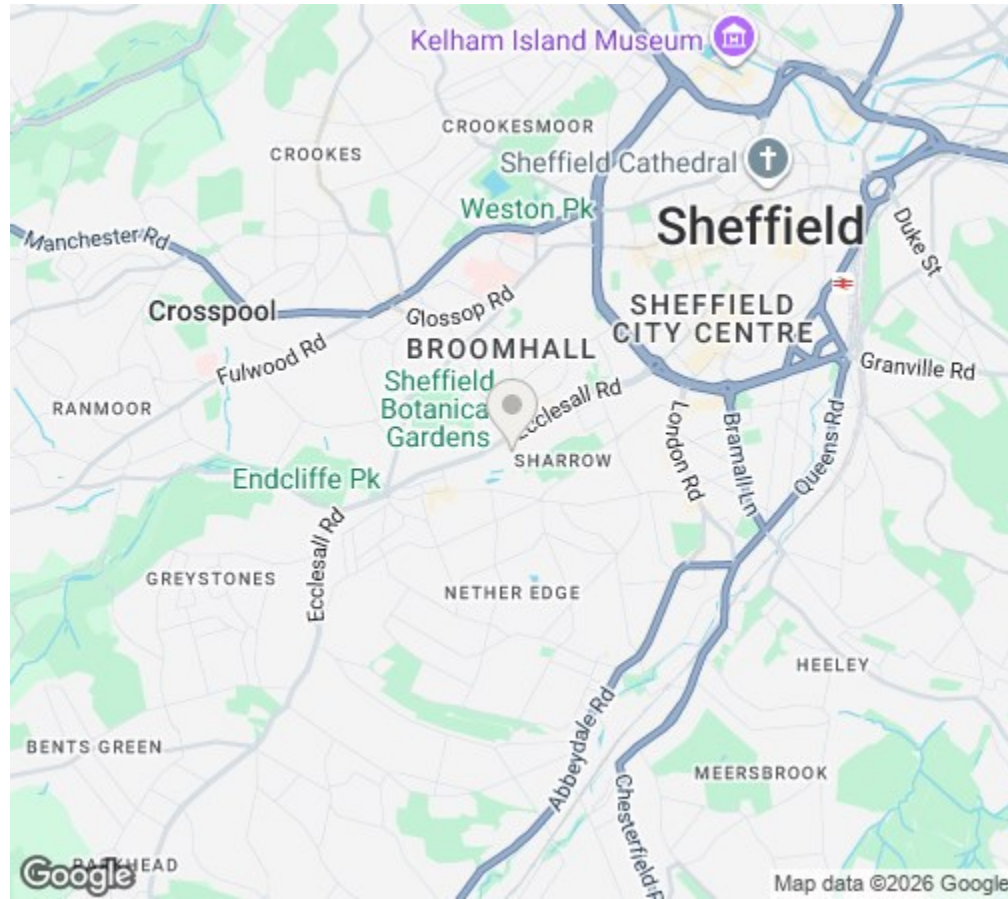 Kelham Island Museum
CROOKESMOOR
CROOKES
Sheffield Cathedral
Weston Pk
Sheffield
Duke St
Manchester Rd
Crosspool
Glossop Rd
SHEFFIELD
CITY CENTRE
Fulwood Rd
BROOMHALL
Granville Rd
Sheffield
Botanica
Gardens
Ecclesall Rd
RANMOOR
London Rd
Bramall Ln
Queens Rd
SHARROW
Endcliffe Pk
Ecclesall Rd
GREYSTONES
NETHER EDGE
HEELEY
Abbeydale Rd
BENTS GREEN
MEERSBROOK
Chesterfield R
Google
Map data ©2026 Google